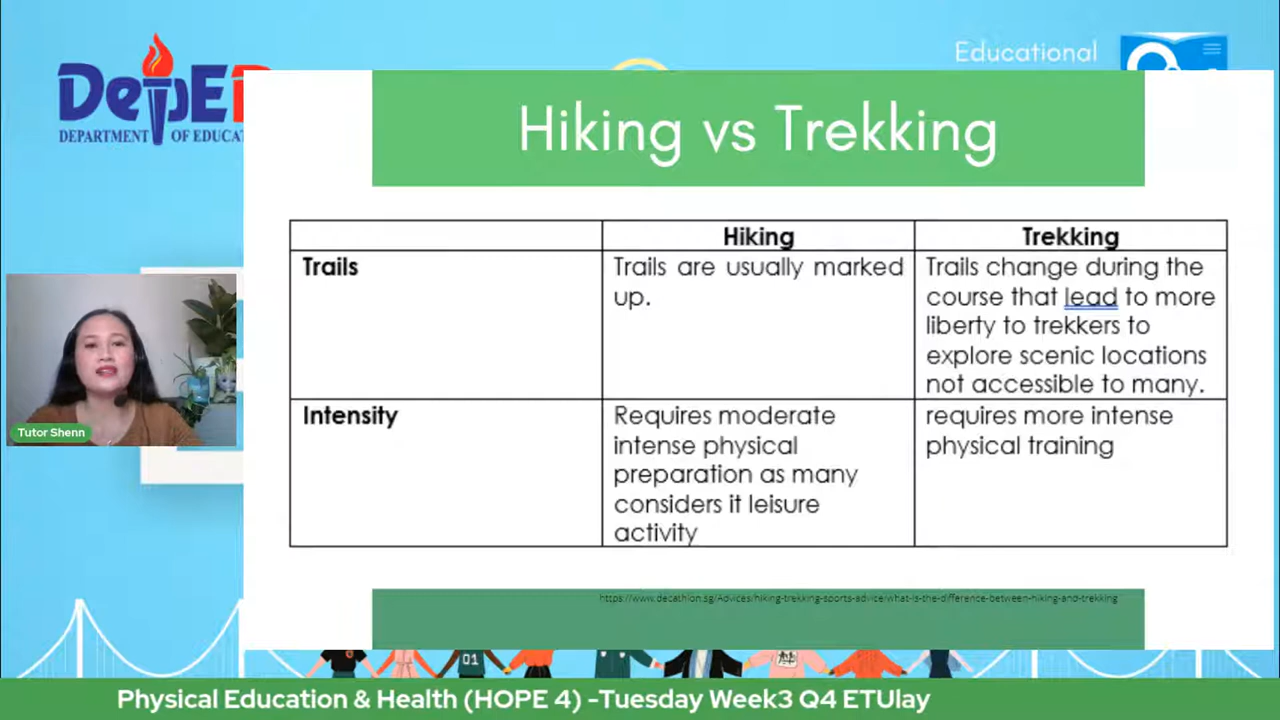 Educational
DepED
DEPARTMENT OF EDUCAT
Hiking vs Trekking
Hiking
Trekking
Trails
Trails are usually marked
up.
Trails change during the
course that lead to more
liberty to trekkers to
explore scenic locations
not accessible to many.
Intensity
Requires moderate
intense physical
preparation as many
considers it leisure
activity
requires more intense
physical training
Tutor Shenn
https://www.decathlon.sg/Advices/hiking-trekking-sports-advice/what-is-the-difference-between-hiking-and-trekking
01
Physical Education & Health (HOPE 4) -Tuesday Week3 Q4 ETUlay